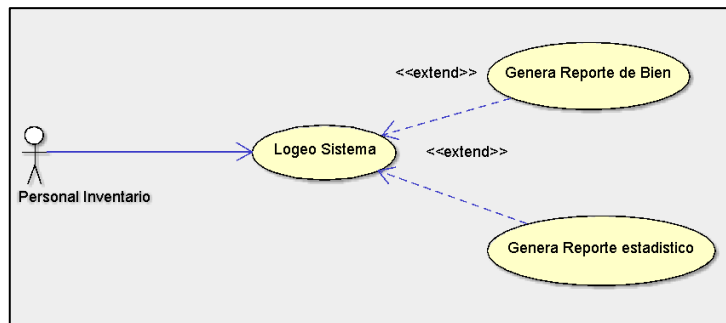 Genera Reporte de Bien
<<extend>>
Logeo Sistema
<<extend>>
Personal Inventario
Genera Reporte estadistico